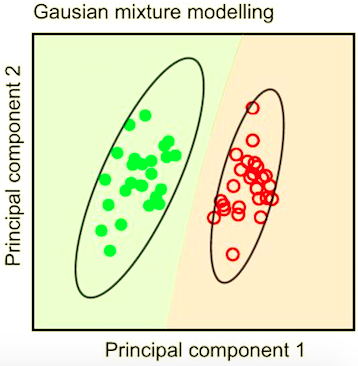 Gausian mixture modelling
Principal component 2
Principal component 1